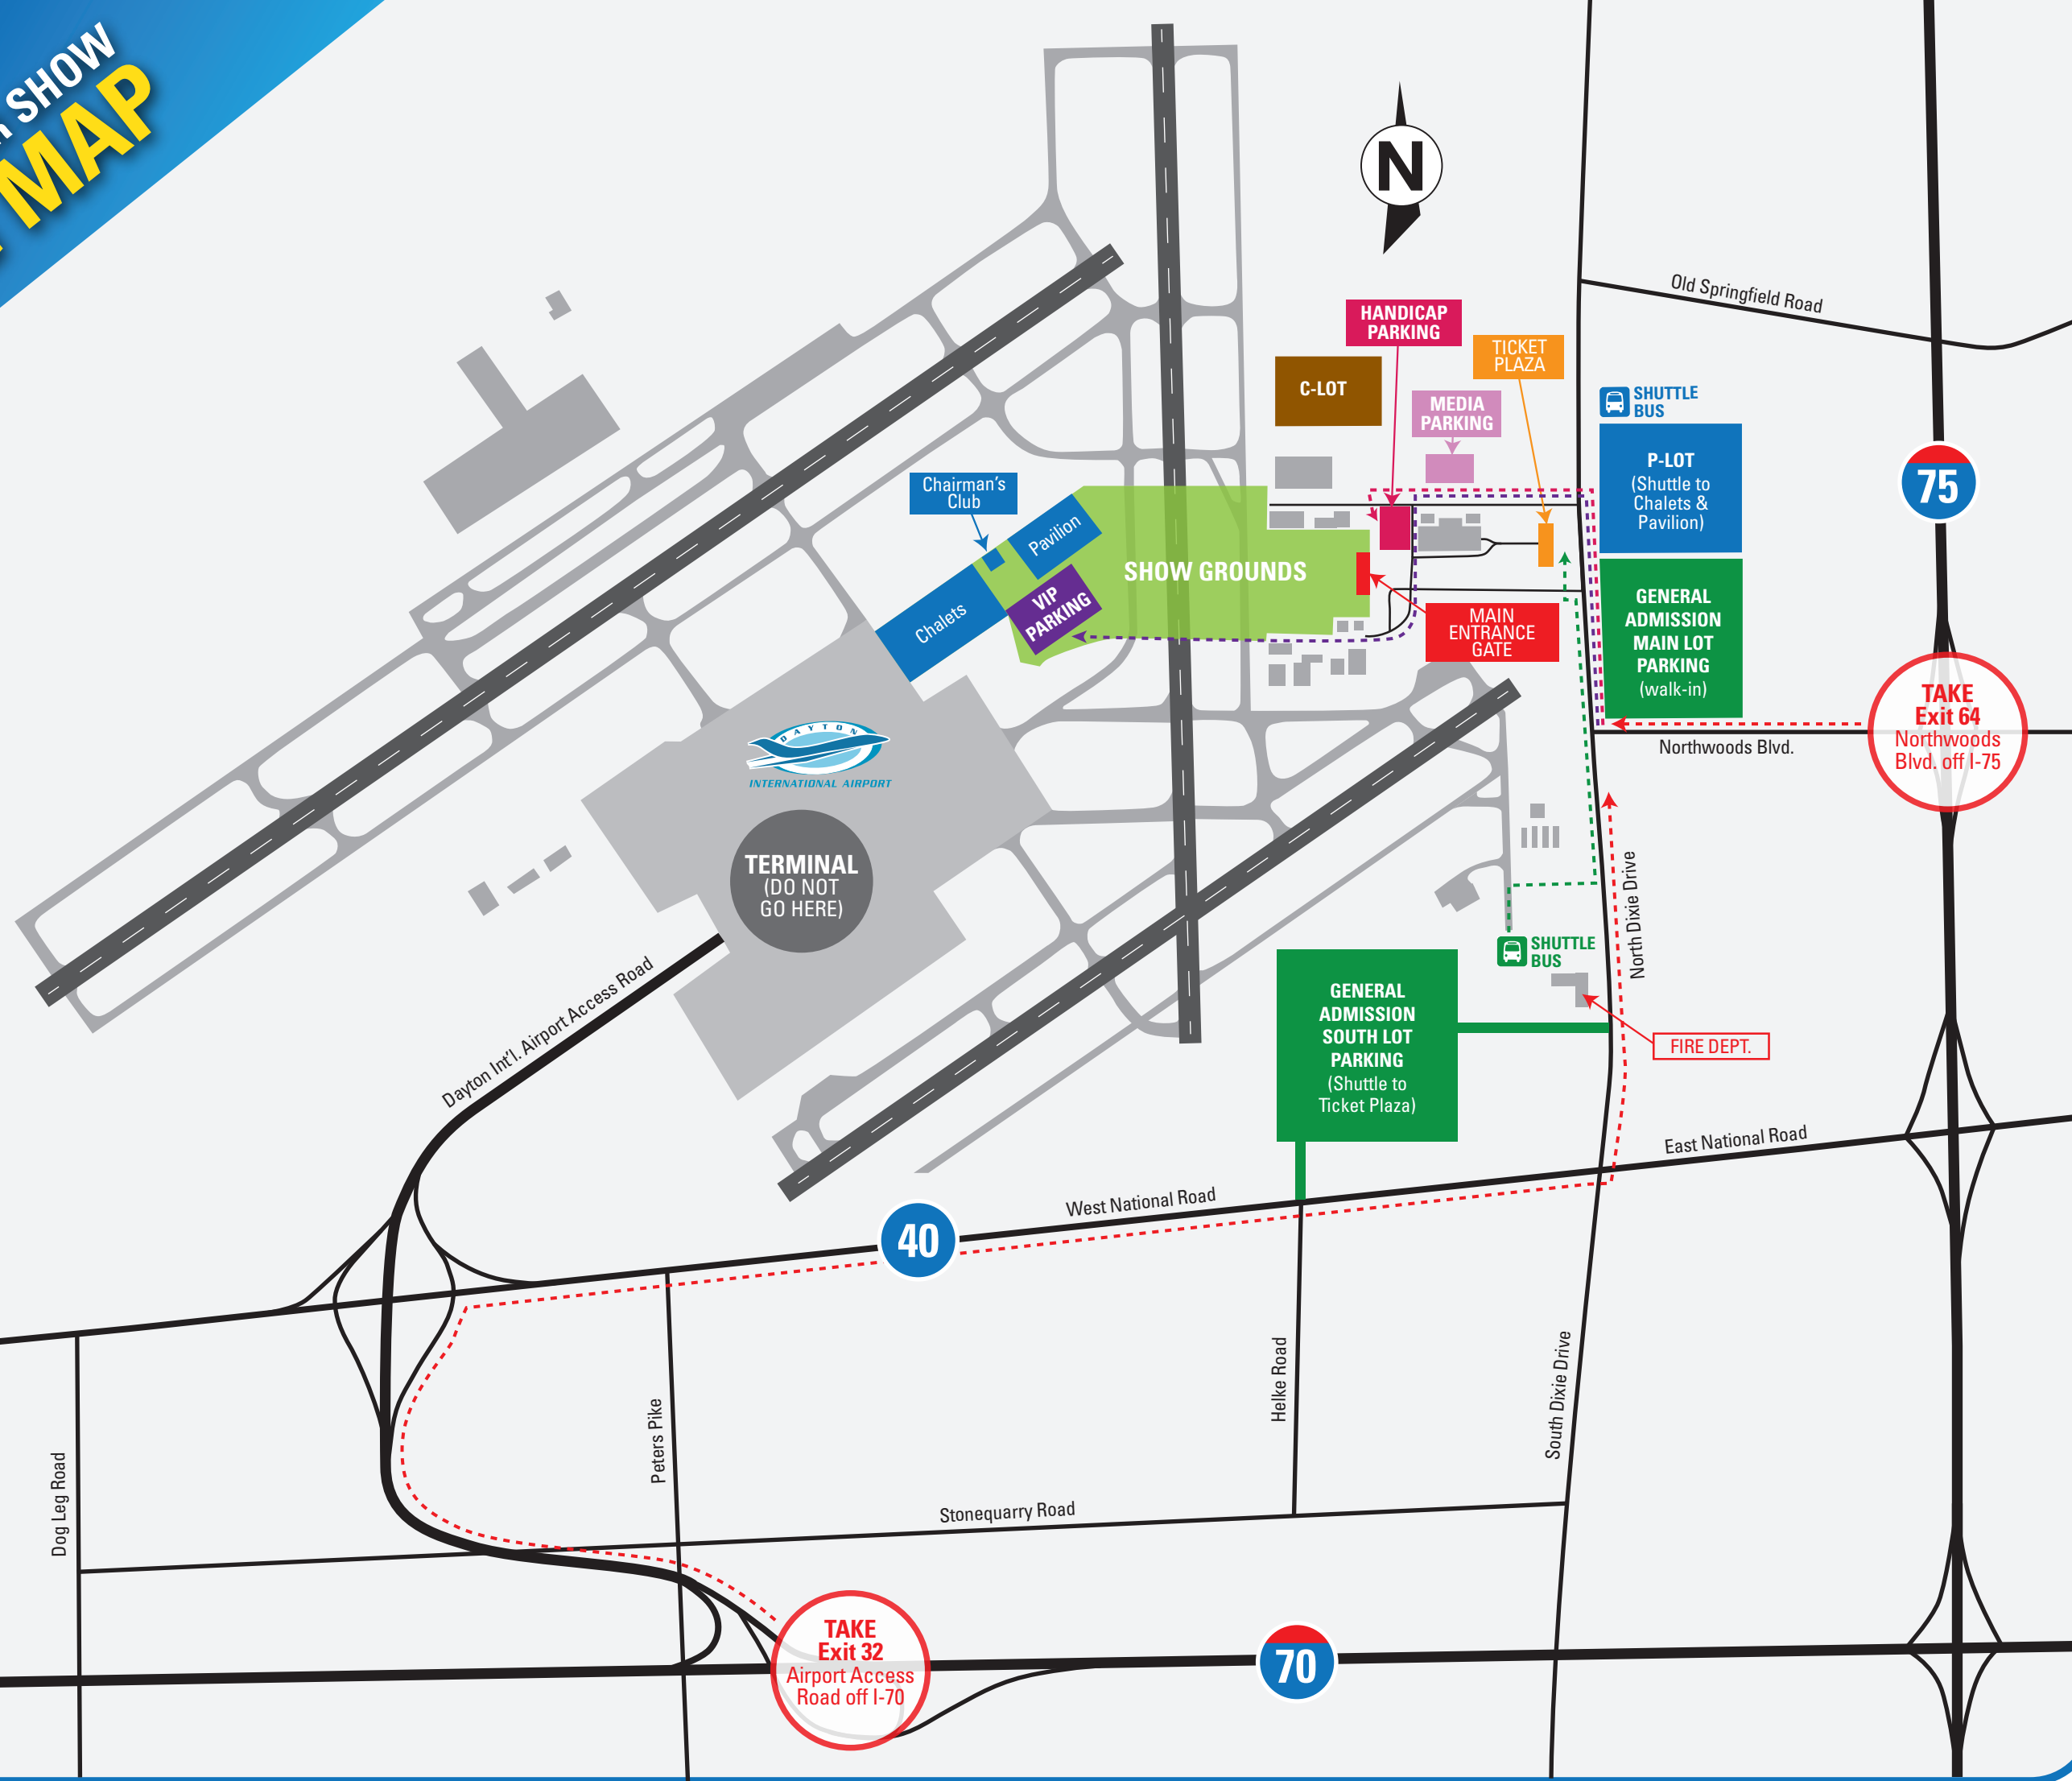 SHOW
MAP
N
Old Springfield Road
HANDICAP
PARKING
TICKET
PLAZA
C-LOT
MEDIA
PARKING
SHUTTLE
BUS
P-LOT
(Shuttle to
Chalets &
Pavilion)
75
Chairman's
Club
Pavilion
SHOW GROUNDS
VIP
PARKING
Chalets
MAIN
ENTRANCE
GATE
GENERAL
ADMISSION
MAIN LOT
PARKING
(walk-in)
TAKE
Exit 64
Northwoods
Blvd. off I-75
Northwoods Blvd.
DAYTON
INTERNATIONAL AIRPORT
TERMINAL
(DO NOT
GO HERE)
North Dixie Drive
SHUTTLE
BUS
GENERAL
ADMISSION
SOUTH LOT
PARKING
(Shuttle to
Ticket Plaza)
FIRE DEPT.
Dayton Int'l. Airport Access Road
East National Road
West National Road
40
Helke Road
South Dixie Drive
Peters Pike
Dog Leg Road
Stonequarry Road
TAKE
Exit 32
Airport Access
Road off I-70
70